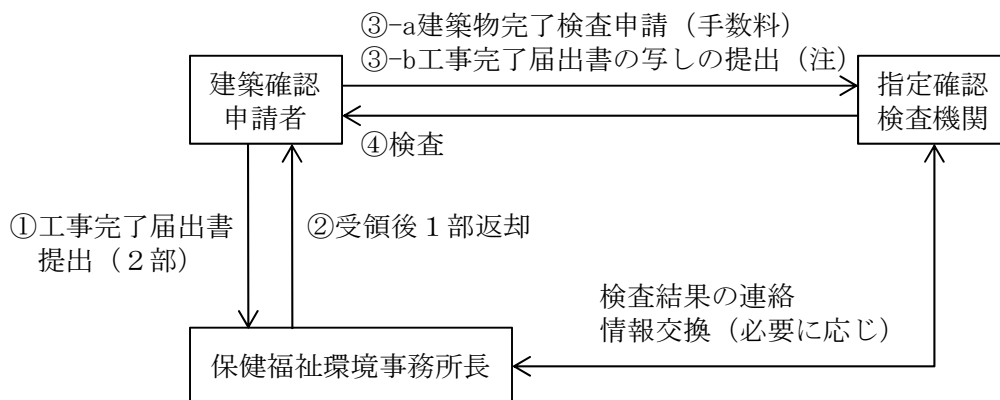 ③-a建築物完了検査申請（手数料）
③-b工事完了届出書の写しの提出（注）
建築確認
申請者
指定確認
検査機関
④検査
①工事完了届出書
提出（２部）
②受領後１部返却
検査結果の連絡
情報交換（必要に応じ）
保健福祉環境事務所長